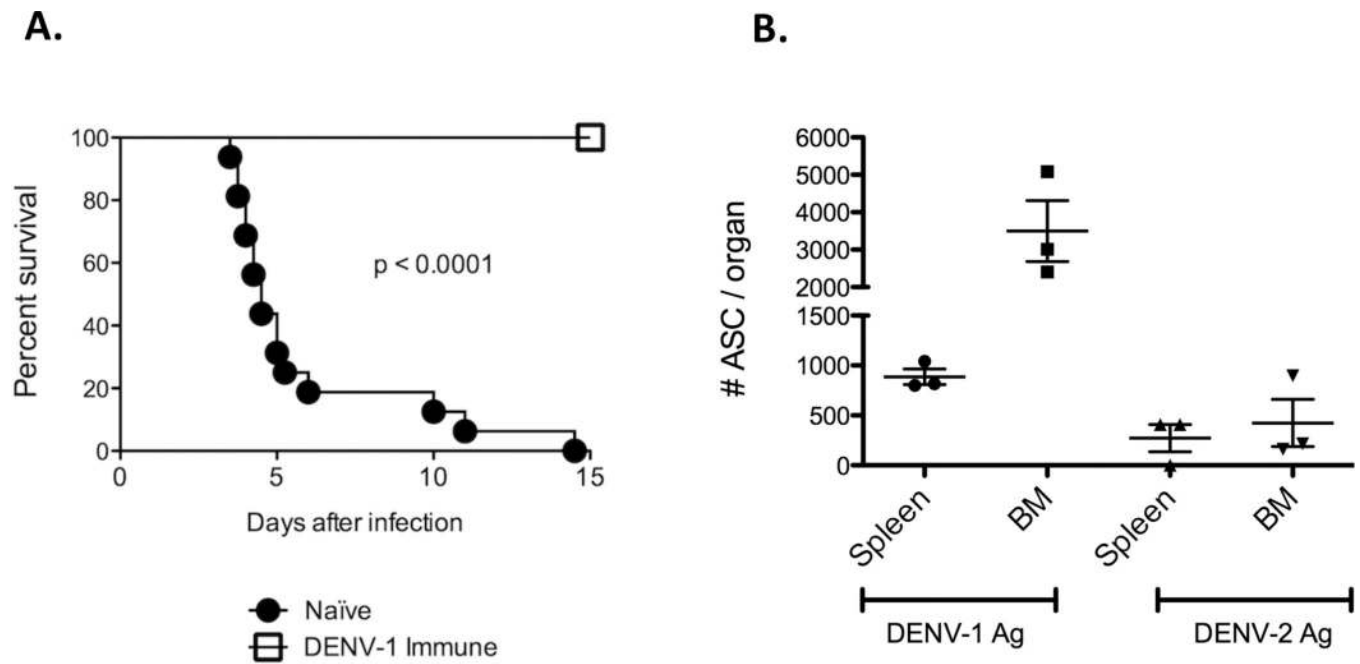 A.
Percent survival
100
80
60
40
20
0
p < 0.0001
0 5 10 15
Days after infection
Naïve
DENV-1 Immune
B.
# ASC / organ
6000
5000
4000
3000
2000
1500
1000
500
0
Spleen BM Spleen BM
DENV-1 Ag DENV-2 Ag